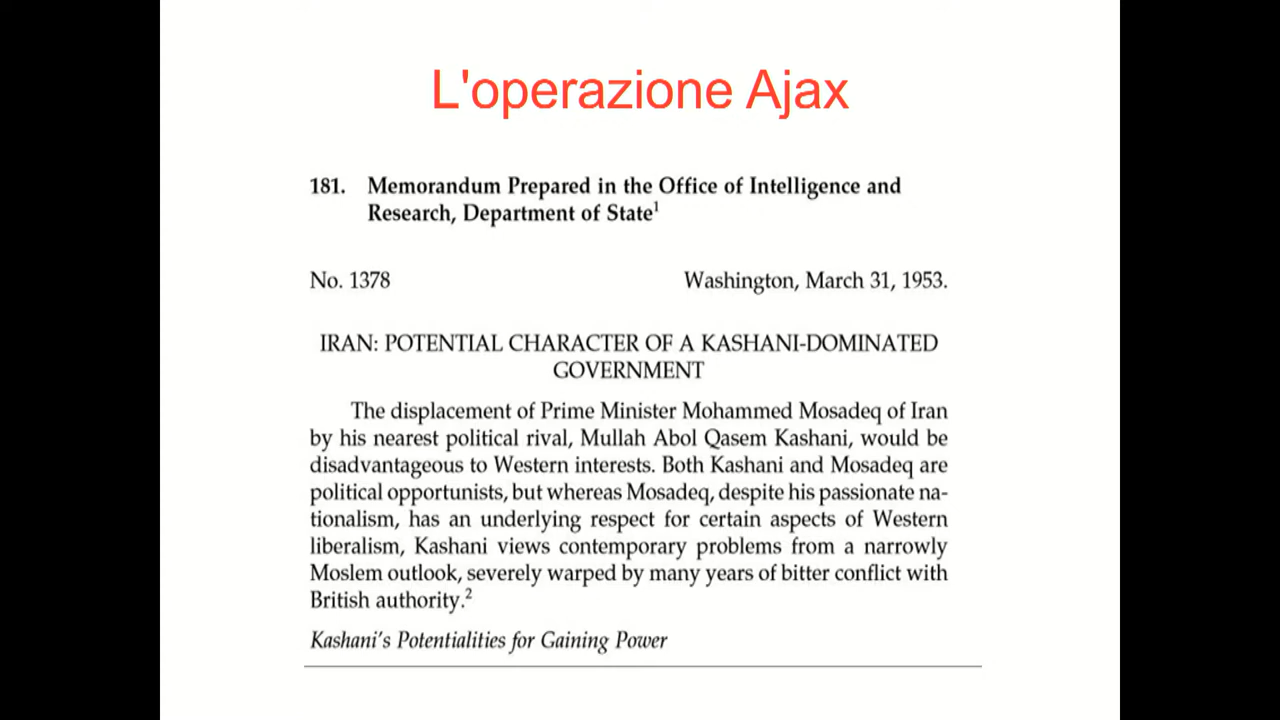 L'operazione Ajax
181. Memorandum Prepared in the Office of Intelligence and
Research, Department of State1
No. 1378 Washington, March 31, 1953.
IRAN: POTENTIAL CHARACTER OF A KASHANI-DOMINATED
GOVERNMENT
The displacement of Prime Minister Mohammed Mosadeq of Iran
by his nearest political rival, Mullah Abol Qasem Kashani, would be
disadvantageous to Western interests. Both Kashani and Mosadeq are
political opportunists, but whereas Mosadeq, despite his passionate na-
tionalism, has an underlying respect for certain aspects of Western
liberalism, Kashani views contemporary problems from a narrowly
Moslem outlook, severely warped by many years of bitter conflict with
British authority.2
Kashani's Potentialities for Gaining Power